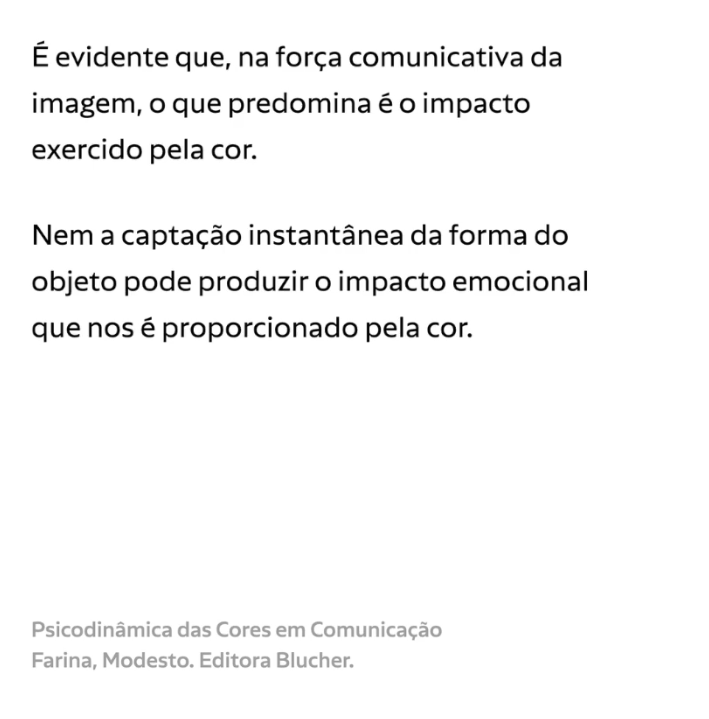 É evidente que, na força comunicativa da
imagem, o que predomina é o impacto
exercido pela cor.
Nem a captação instantânea da forma do
objeto pode produzir o impacto emocional
que nos é proporcionado pela cor.
Psicodinâmica das Cores em Comunicação
Farina, Modesto. Editora Blucher.